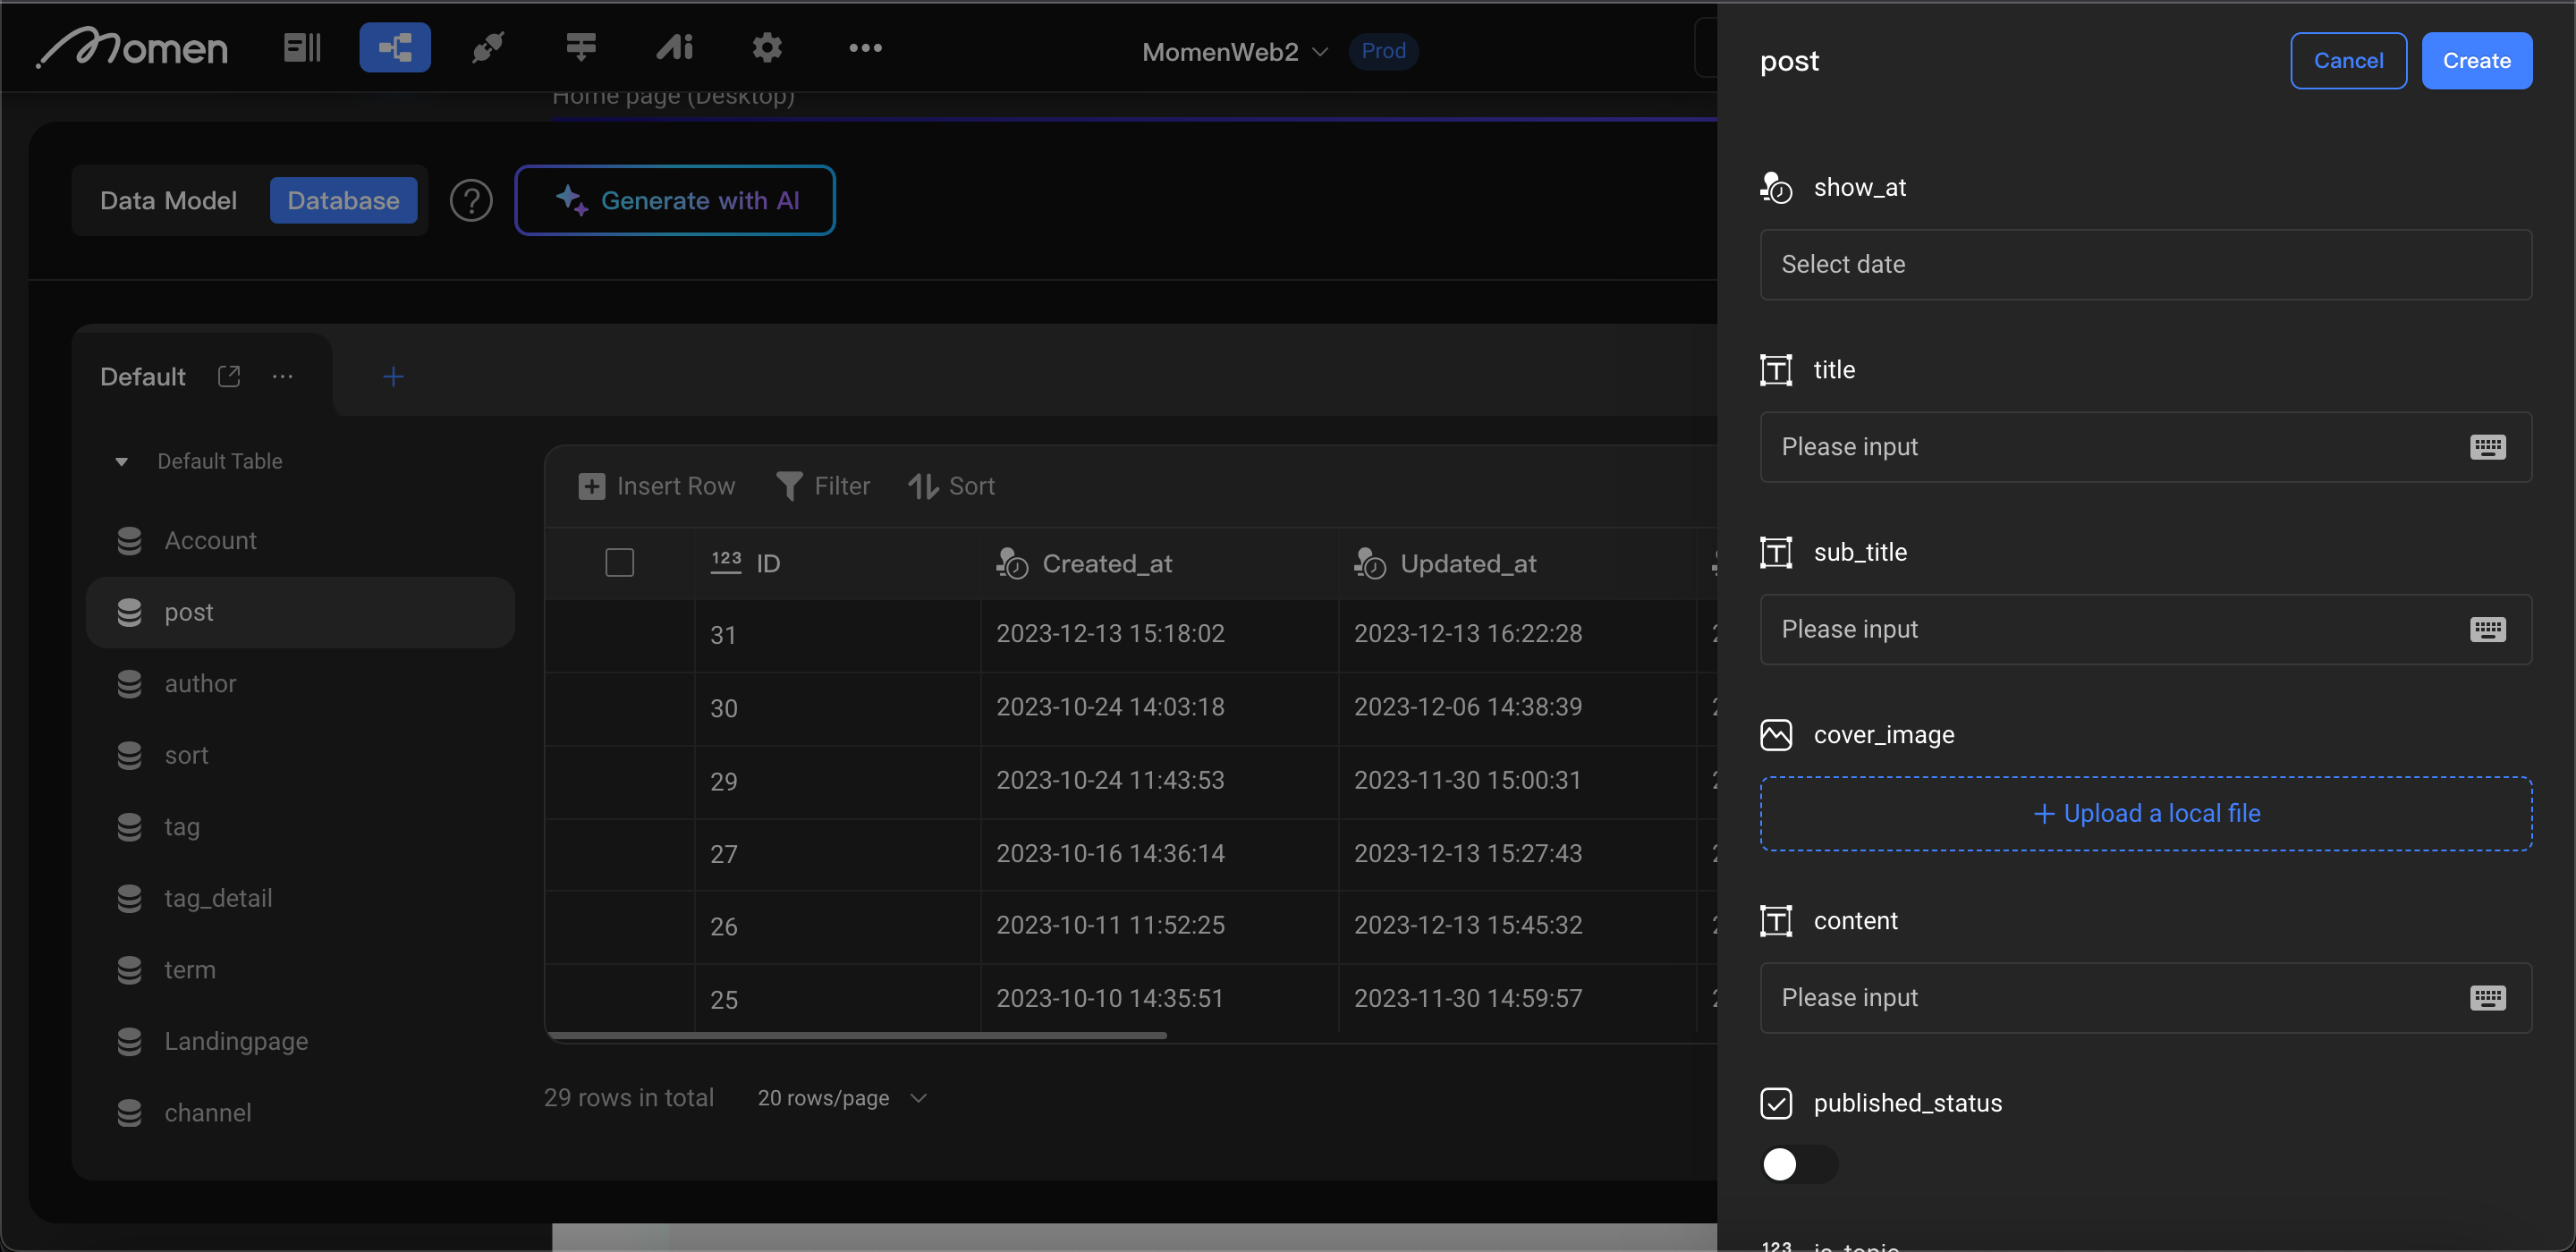 Momen
MomenWeb2
Prod
Home page (Desktop)
Data Model
Database
?
Generate with AI
Default
Default Table
Account
post
author
sort
tag
tag_detail
term
Landingpage
channel
Insert Row
Filter
Sort
123 ID
Created_at
Updated_at
31
2023-12-13 15:18:02
2023-12-13 16:22:28
30
2023-10-24 14:03:18
2023-12-06 14:38:39
29
2023-10-24 11:43:53
2023-11-30 15:00:31
27
2023-10-16 14:36:14
2023-12-13 15:27:43
26
2023-10-11 11:52:25
2023-12-13 15:45:32
25
2023-10-10 14:35:51
2023-11-30 14:59:57
29 rows in total
20 rows/page
post
Cancel
Create
show_at
Select date
T title
Please input
T sub_title
Please input
cover_image
+ Upload a local file
T content
Please input
published_status
123